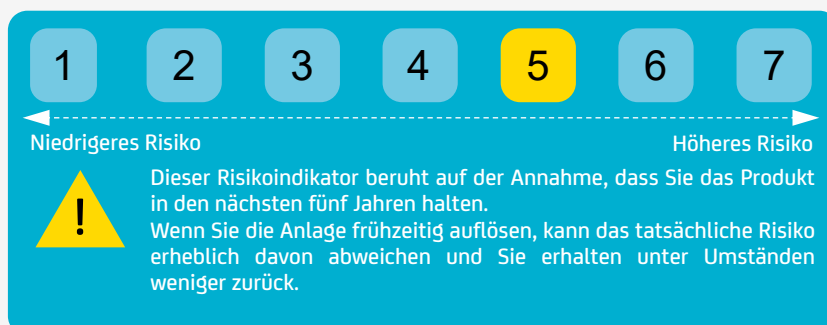 1 2 3 4 5 6 7
Niedrigeres Risiko Höheres Risiko
!
Dieser Risikoindikator beruht auf der Annahme, dass Sie das Produkt
in den nächsten fünf Jahren halten.
Wenn Sie die Anlage frühzeitig auflösen, kann das tatsächliche Risiko
erheblich davon abweichen und Sie erhalten unter Umständen
weniger zurück.